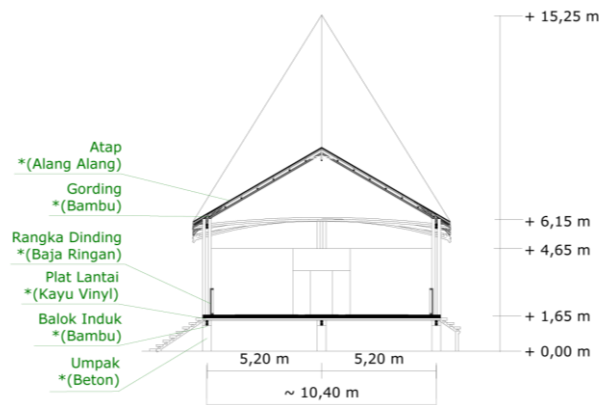 + 15,25 m
Atap
*(Alang Alang)
Gording
*(Bambu)
+ 6,15 m
Rangka Dinding
*(Baja Ringan)
+ 4,65 m
Plat Lantai
*(Kayu Vinyl)
Balok Induk
*(Bambu)
+ 1,65 m
+ 0,00 m
Umpak
*(Beton)
5,20 m
5,20 m
~ 10,40 m